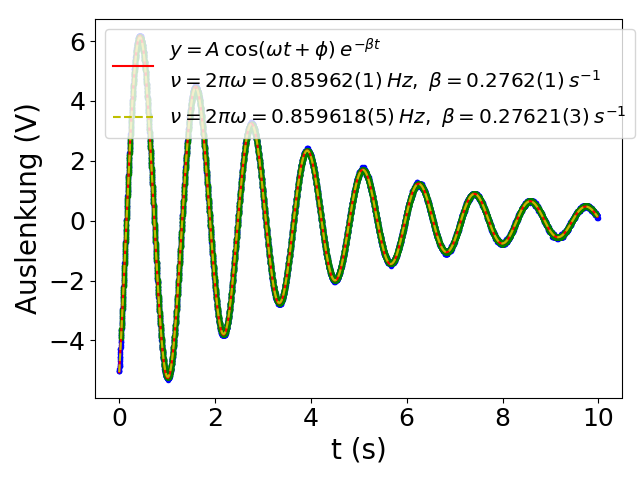 6
4
2
0
−2
−4
Auslenkung (V)
y = A cos(ωt + ϕ) e^{−βt}
ν = 2πω = 0.85962(1) Hz, β = 0.2762(1) s^{−1}
ν = 2πω = 0.859618(5) Hz, β = 0.27621(3) s^{−1}
0 2 4 6 8 10
t (s)